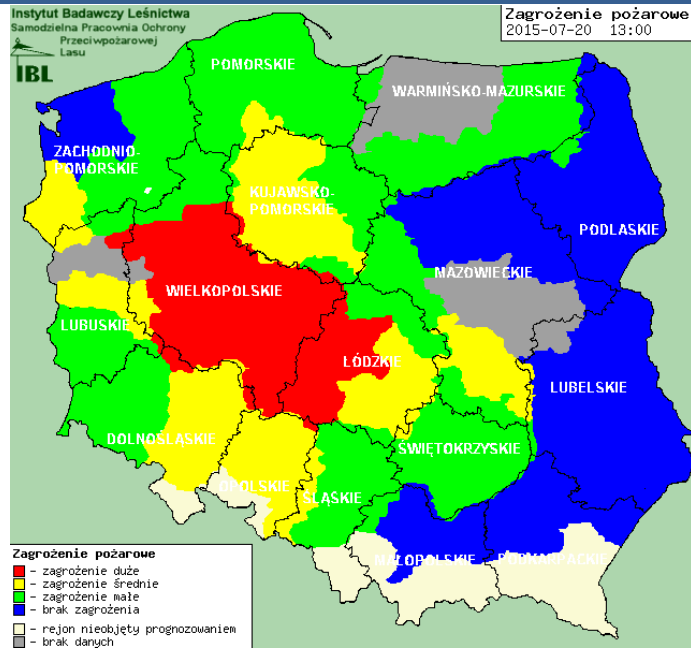 Instytut Badawczy Leśnictwa
Samodzielna Pracownia Ochrony
Przeciwpożarowej
Lasu
IBL
Zagrożenie pożarowe
2015-07-20 13:00
POMORSKIE
WARMIŃSKO-MAZURSKIE
ZACHODNIO-
POMORSKIE
KUJAWSKO-
POMORSKIE
PODLASKIE
MAZOWIECKIE
WIELKOPOLSKIE
LUBUSKIE
ŁÓDZKIE
LUBELSKIE
DOLNOŚLĄSKIE
ŚWIĘTOKRZYSKIE
OPOLSKIE
ŚLĄSKIE
MAŁOPOLSKIE
PODKARPACKIE
Zagrożenie pożarowe
- zagrożenie duże
- zagrożenie średnie
- zagrożenie małe
- brak zagrożenia
- rejon nieobjęty prognozowaniem
- brak danych